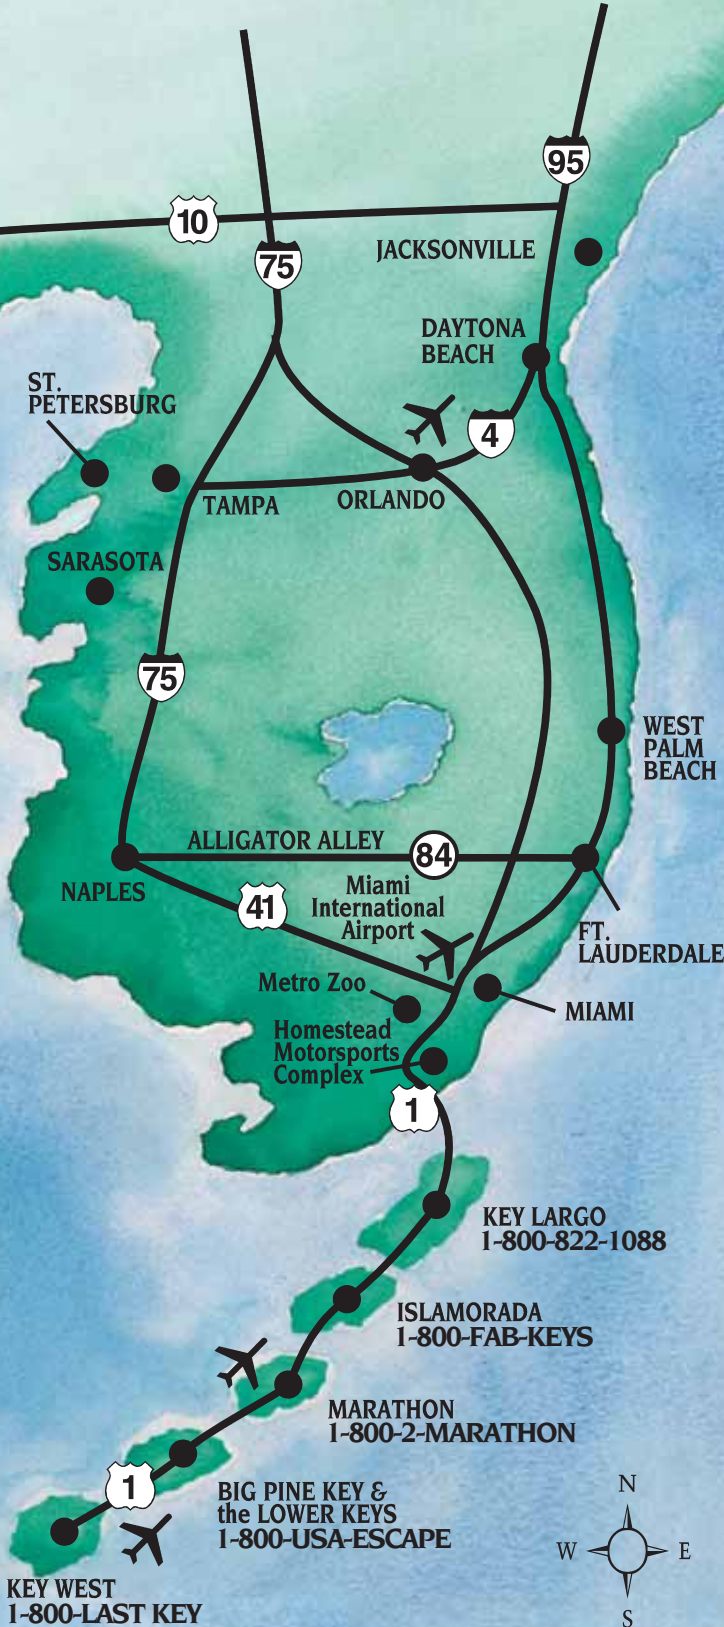 95
10
JACKSONVILLE
75
DAYTONA
BEACH
ST.
PETERSBURG
4
TAMPA
ORLANDO
SARASOTA
75
WEST
PALM
BEACH
ALLIGATOR ALLEY
84
NAPLES
41
Miami
International
Airport
FT.
LAUDERDALE
Metro Zoo
MIAMI
Homestead
Motorsports
Complex
1
KEY LARGO
1-800-822-1088
ISLAMORADA
1-800-FAB-KEYS
MARATHON
1-800-2-MARATHON
1
BIG PINE KEY &
the LOWER KEYS
1-800-USA-ESCAPE
KEY WEST
1-800-LAST KEY
N
W
E
S